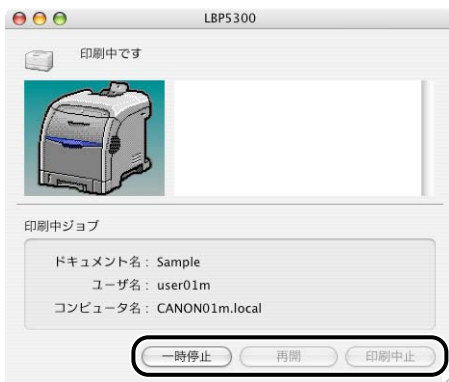 LBP5300
印刷中です
印刷中ジョブ
ドキュメント名： Sample
ユーザ名： user01m
コンピュータ名： CANON01m.local
一時停止 再開 印刷中止